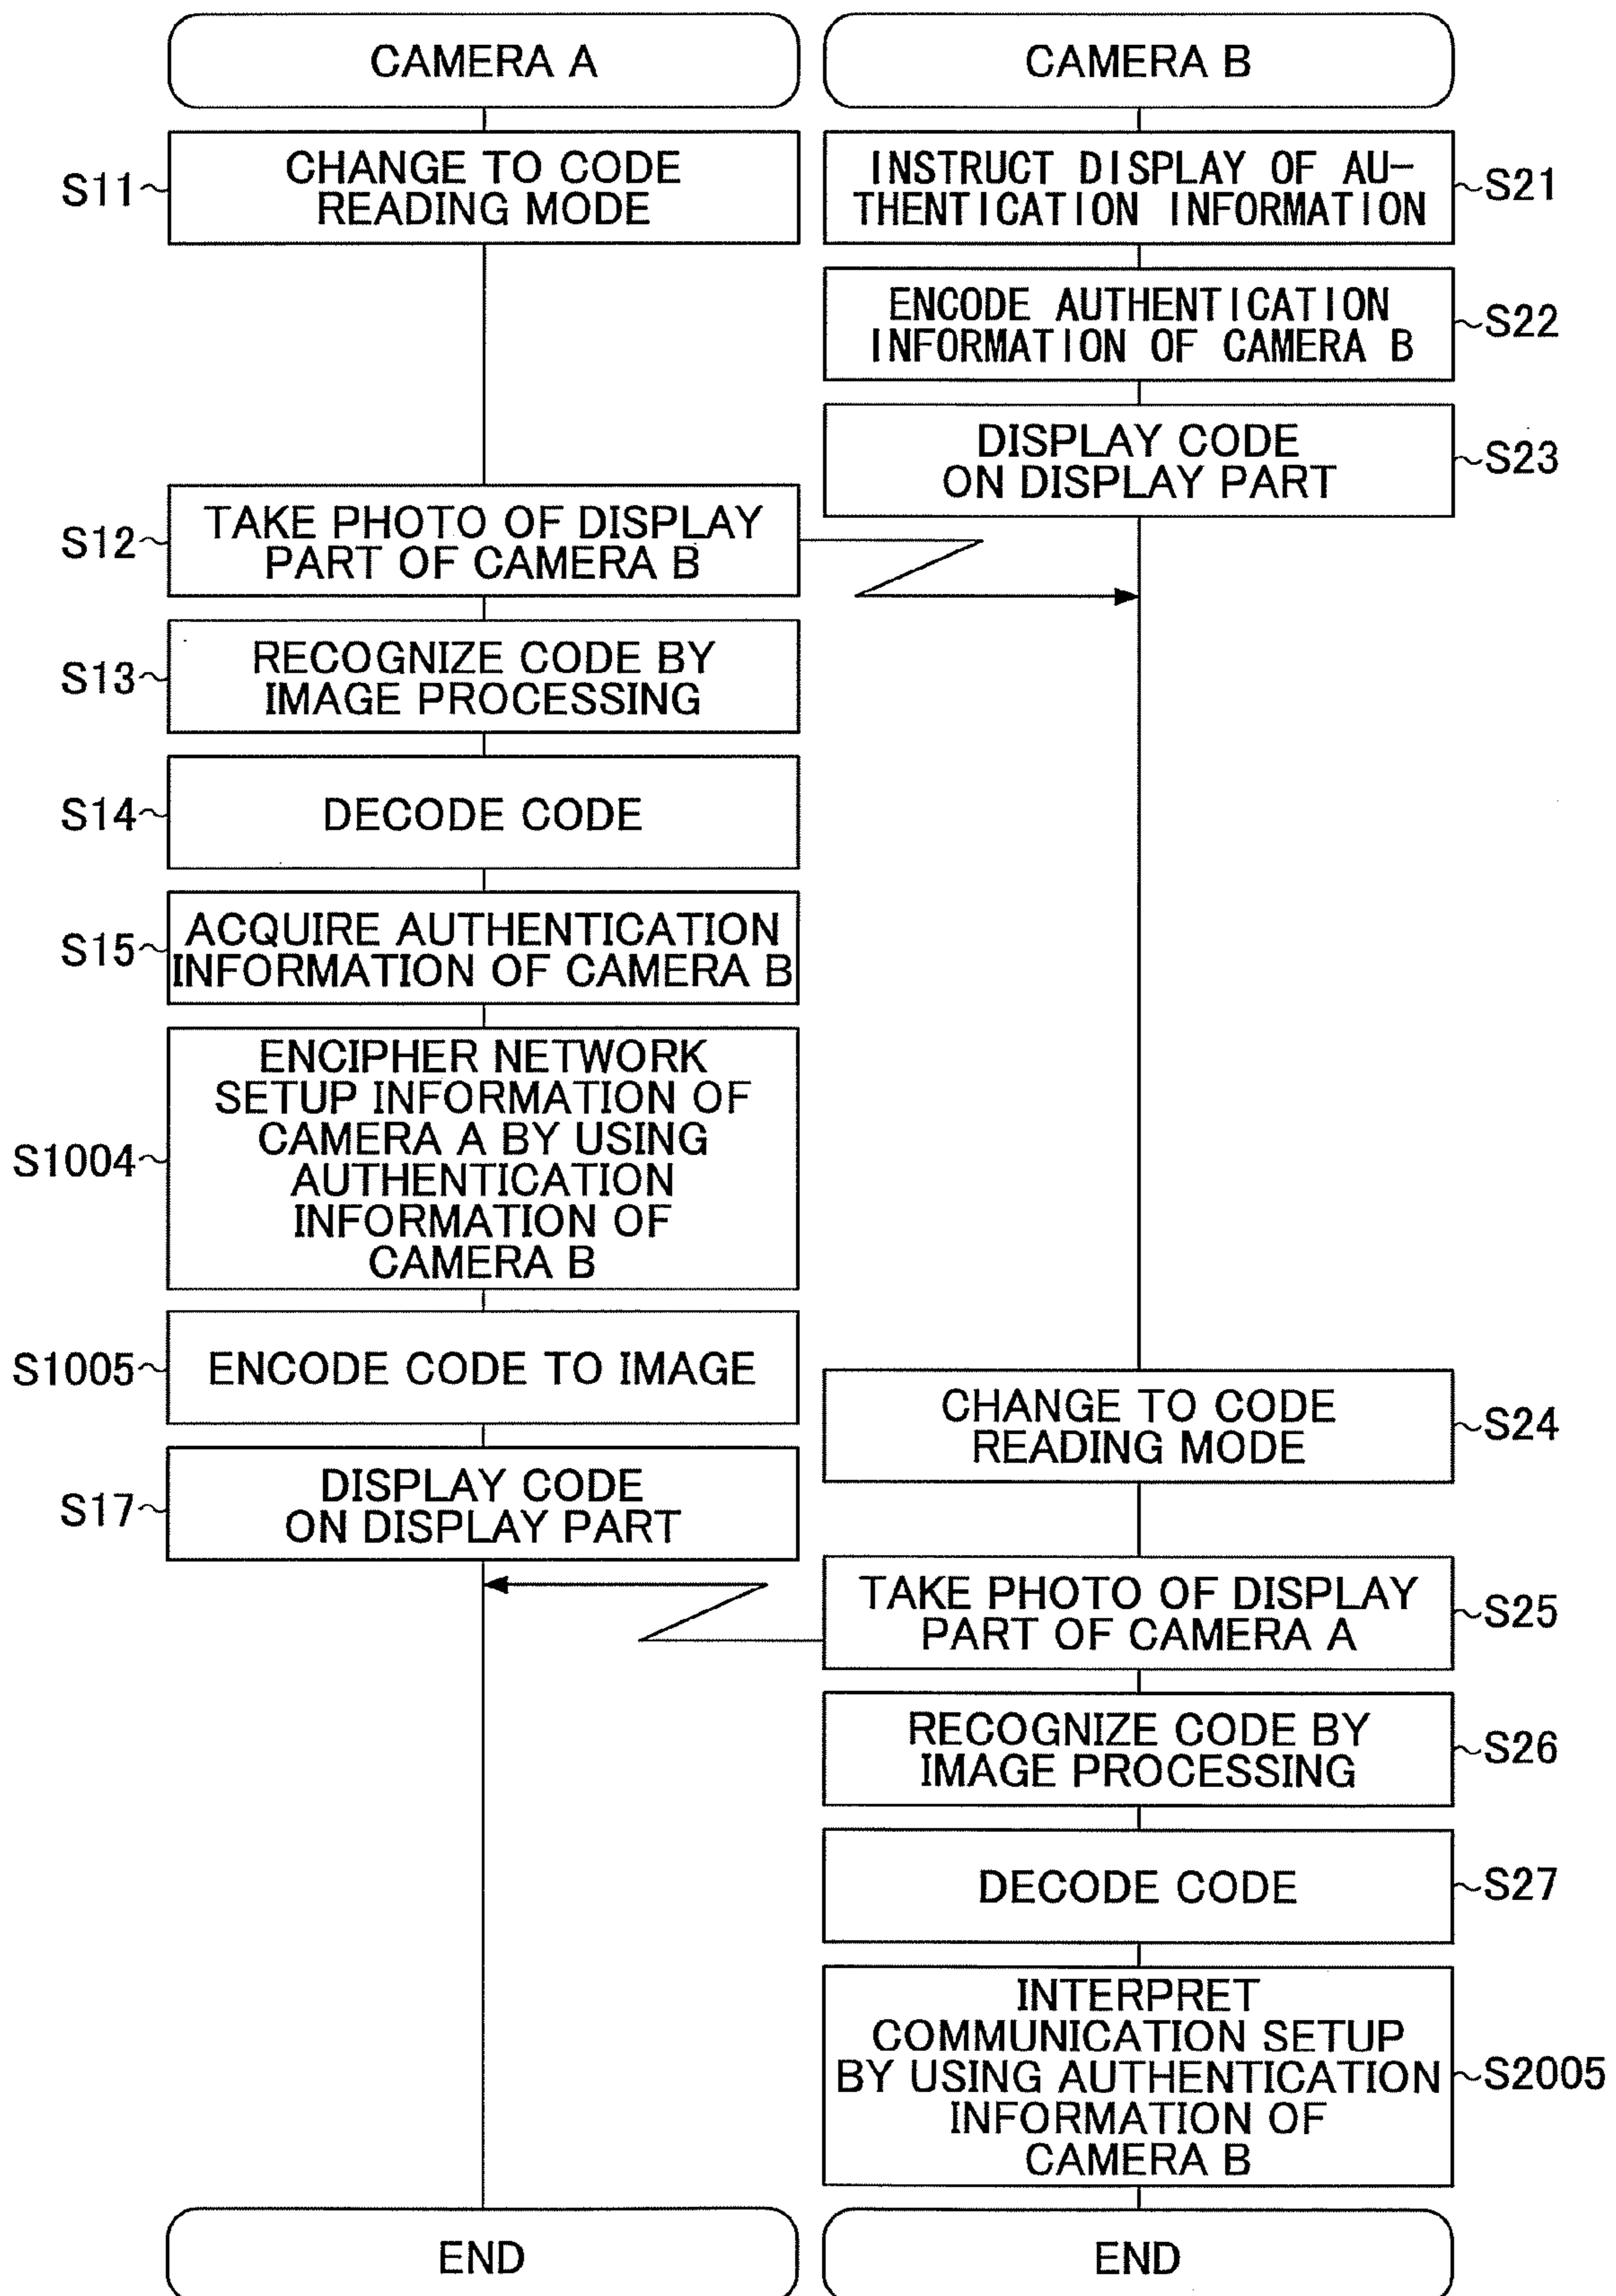 CAMERA A
CAMERA B
S11
CHANGE TO CODE
READING MODE
INSTRUCT DISPLAY OF AU-
THENTICATION INFORMATION
S21
ENCODE AUTHENTICATION
INFORMATION OF CAMERA B
S22
DISPLAY CODE
ON DISPLAY PART
S23
S12
TAKE PHOTO OF DISPLAY
PART OF CAMERA B
S13
RECOGNIZE CODE BY
IMAGE PROCESSING
S14
DECODE CODE
S15
ACQUIRE AUTHENTICATION
INFORMATION OF CAMERA B
S1004
ENCIPHER NETWORK
SETUP INFORMATION OF
CAMERA A BY USING
AUTHENTICATION
INFORMATION OF
CAMERA B
S1005
ENCODE CODE TO IMAGE
CHANGE TO CODE
READING MODE
S24
S17
DISPLAY CODE
ON DISPLAY PART
TAKE PHOTO OF DISPLAY
PART OF CAMERA A
S25
RECOGNIZE CODE BY
IMAGE PROCESSING
S26
DECODE CODE
S27
INTERPRET
COMMUNICATION SETUP
BY USING AUTHENTICATION
INFORMATION OF
CAMERA B
S2005
END
END